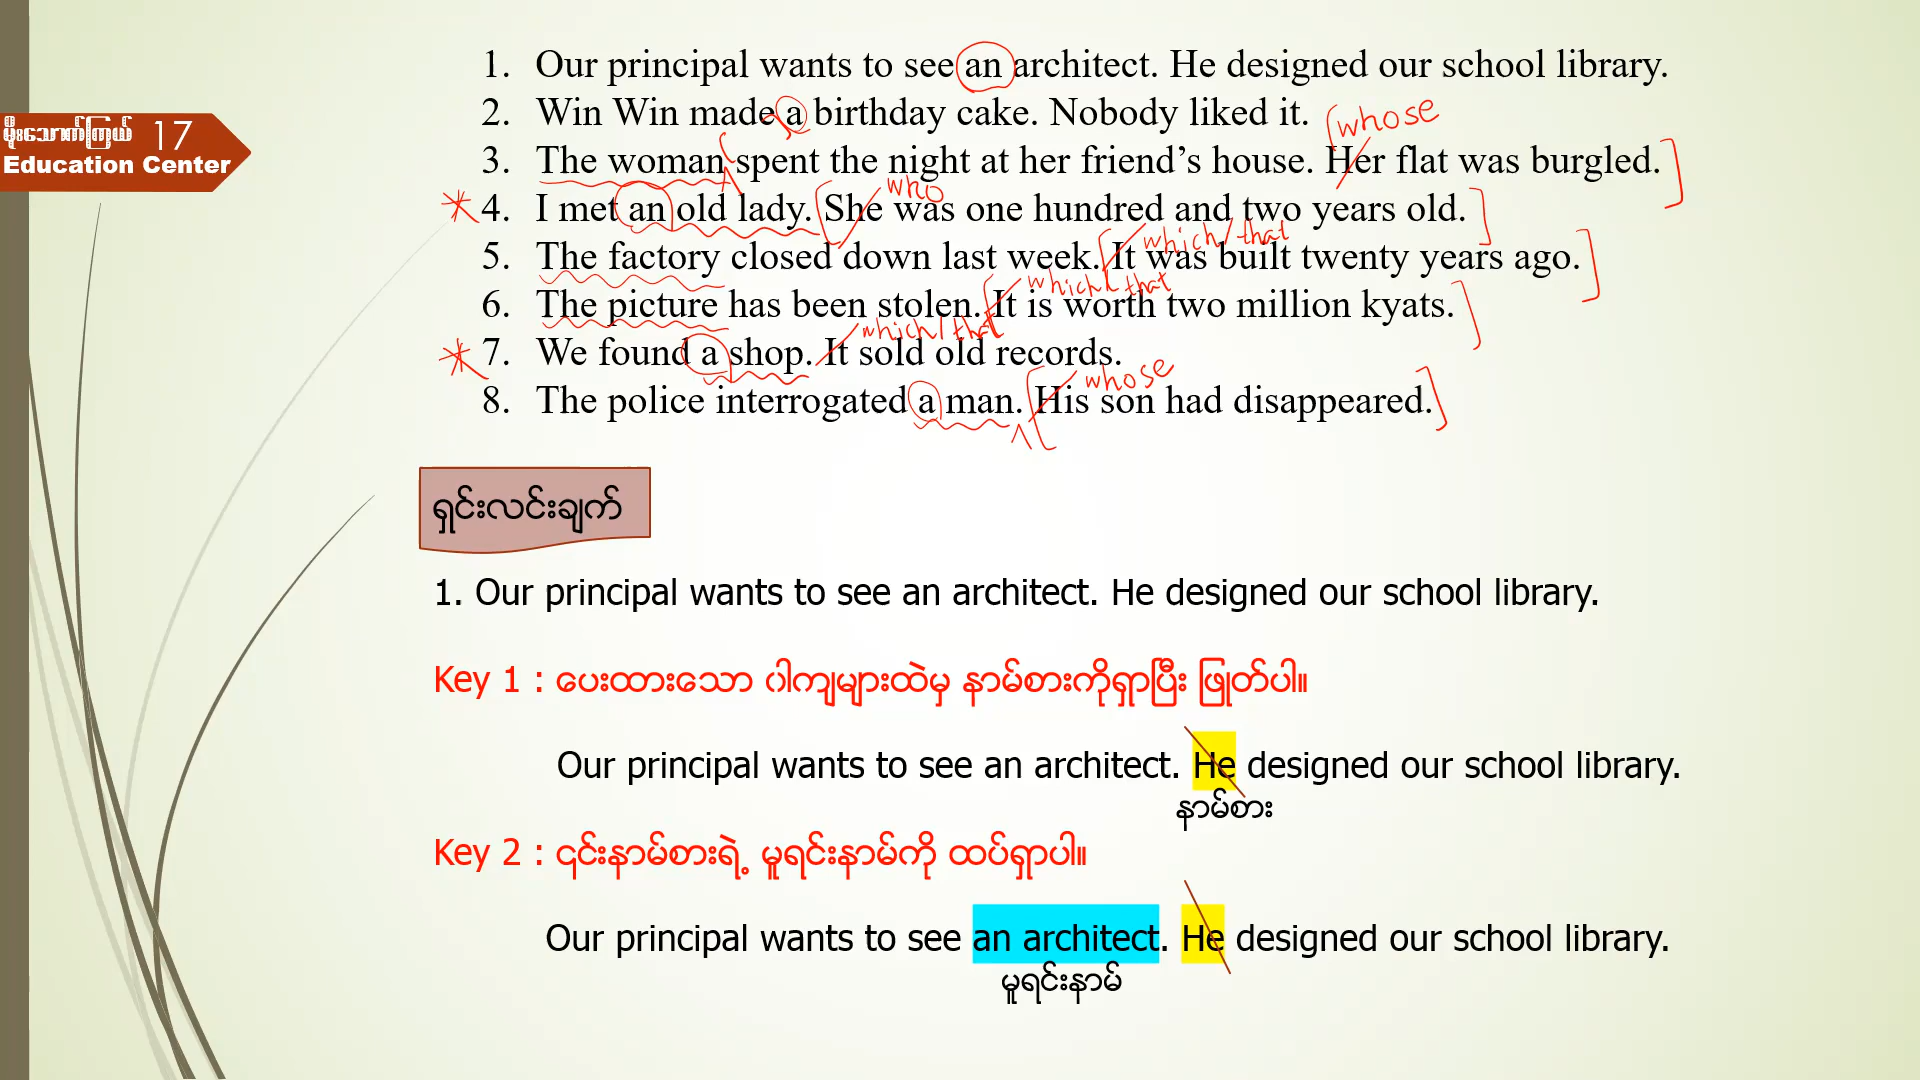 17
Education Center
1. Our principal wants to see an architect. He designed our school library.
2. Win Win made a birthday cake. Nobody liked it.
whose
3. The woman spent the night at her friend’s house. Her flat was burgled.
who
4. I met an old lady. She was one hundred and two years old.
which/that
5. The factory closed down last week. It was built twenty years ago.
which/that
6. The picture has been stolen. It is worth two million kyats.
which/that
7. We found a shop. It sold old records.
whose
8. The police interrogated a man. His son had disappeared.
ရှင်းလင်းချက်
1. Our principal wants to see an architect. He designed our school library.
Key 1 : ပေးထားသော ဝါကျများထဲမှ နာမ်စားကိုရှာပြီး ဖြုတ်ပါ။
Our principal wants to see an architect. He designed our school library.
နာမ်စား
Key 2 : ၎င်းနာမ်စားရဲ့ မူရင်းနာမ်ကို ထပ်ရှာပါ။
Our principal wants to see an architect. He designed our school library.
မူရင်းနာမ်